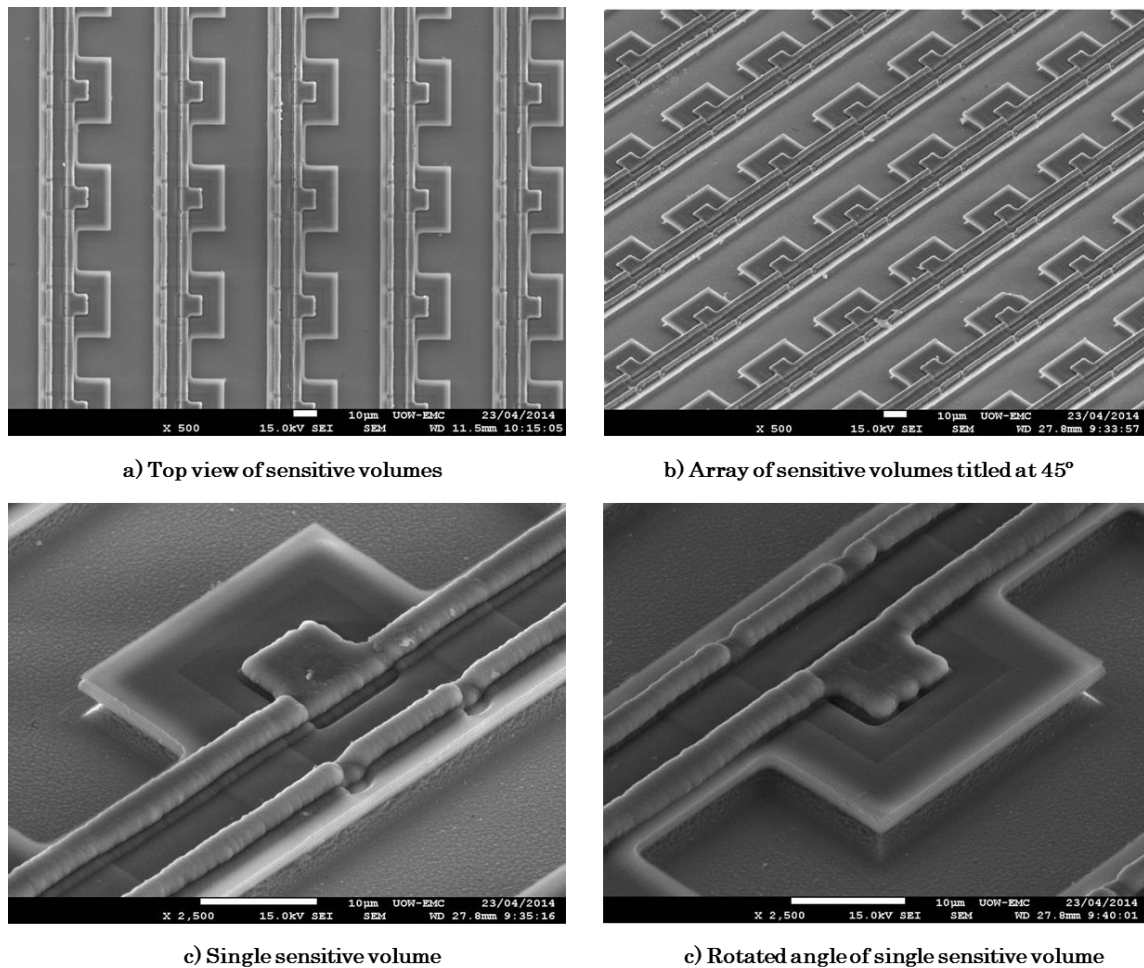 10µm UOW-EMC 23/04/2014
X 500 15.0kV SEI SEM WD 11.5mm 10:15:05
10µm UOW-EMC 23/04/2014
X 500 15.0kV SEI SEM WD 27.8mm 9:33:57
a) Top view of sensitive volumes
b) Array of sensitive volumes titled at 45º
10µm UOW-EMC 23/04/2014
X 2,500 15.0kV SEI SEM WD 27.8mm 9:35:16
10µm UOW-EMC 23/04/2014
X 2,500 15.0kV SEI SEM WD 27.8mm 9:40:01
c) Single sensitive volume
c) Rotated angle of single sensitive volume